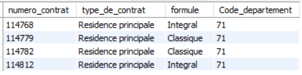 numero_contrat type_de_contrat formule Code_departement
114768 Residence principale Integral 71
114779 Residence principale Classique 71
114782 Residence principale Classique 71
114812 Residence principale Integral 71